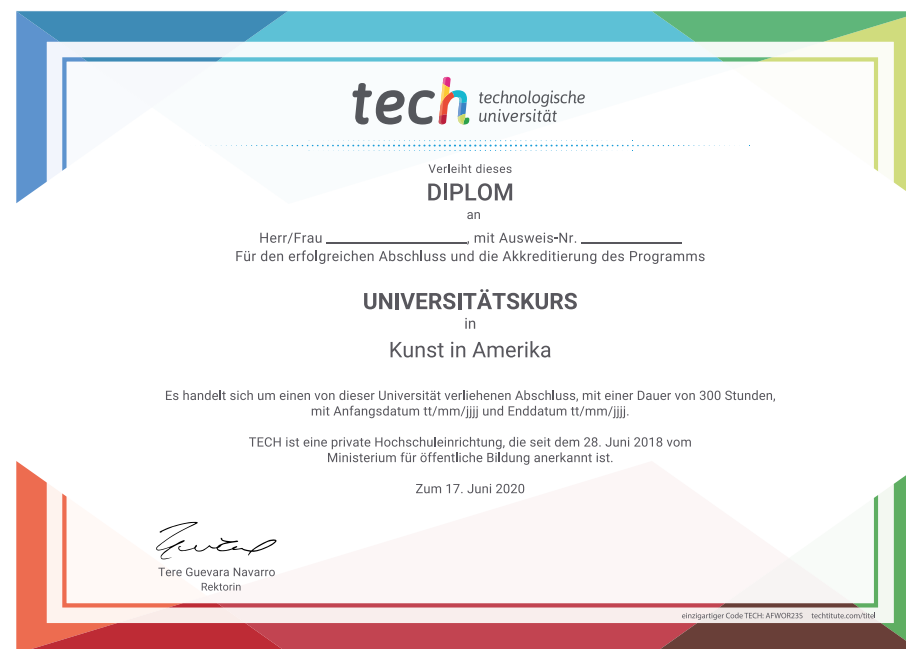 tech technologische
universität
Verleiht dieses
DIPLOM
an
Herr/Frau ____________________, mit Ausweis-Nr. ______________
Für den erfolgreichen Abschluss und die Akkreditierung des Programms
UNIVERSITÄTSKURS
in
Kunst in Amerika
Es handelt sich um einen von dieser Universität verliehenen Abschluss, mit einer Dauer von 300 Stunden,
mit Anfangsdatum tt/mm/jjjj und Enddatum tt/mm/jjjj.
TECH ist eine private Hochschuleinrichtung, die seit dem 28. Juni 2018 vom
Ministerium für öffentliche Bildung anerkannt ist.
Zum 17. Juni 2020
Tere Guevara Navarro
Rektorin
einzigartiger Code TECH: AFWOR23S techtitute.com/titel